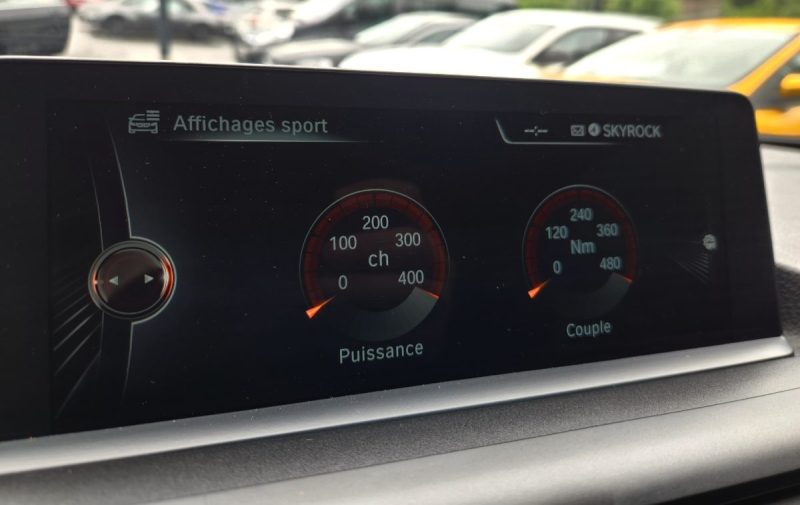 Affichages sport
--:-- SKYROCK
200
100 300
ch
0 400
Puissance
240
120 360
Nm
0 480
Couple